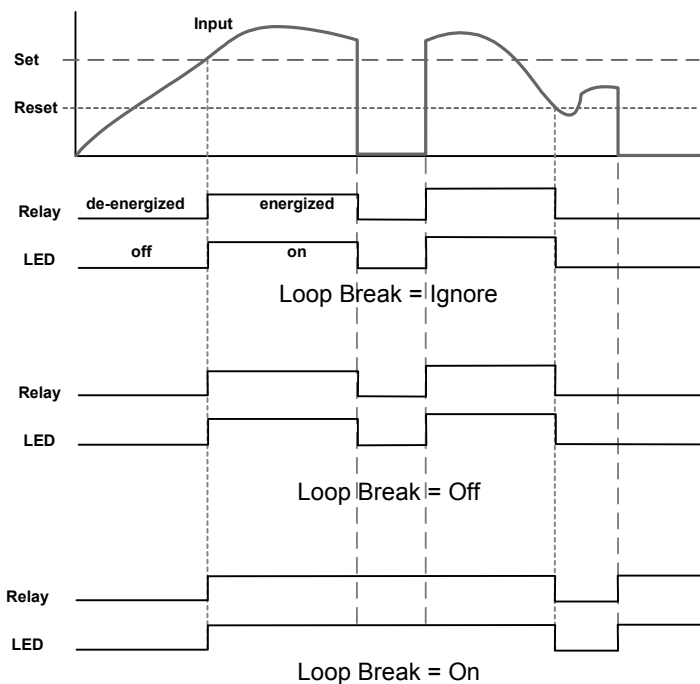 Input
Set
Reset
Relay de-energized energized
LED off on
Loop Break = Ignore
Relay
LED
Loop Break = Off
Relay
LED
Loop Break = On